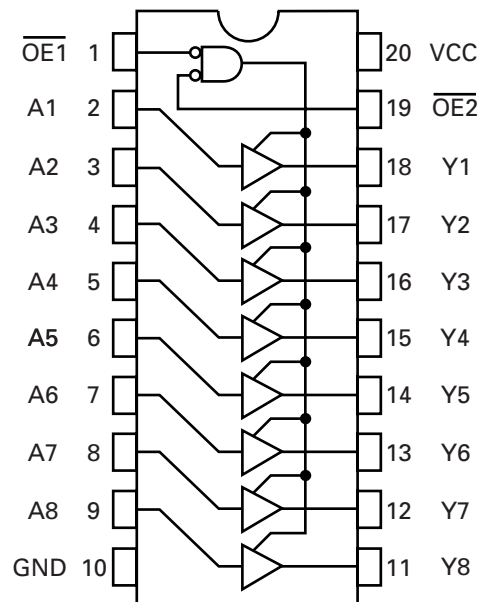 OE1 1 20 VCC
A1 2 19 OE2
A2 3 18 Y1
A3 4 17 Y2
A4 5 16 Y3
A5 6 15 Y4
A6 7 14 Y5
A7 8 13 Y6
A8 9 12 Y7
GND 10 11 Y8